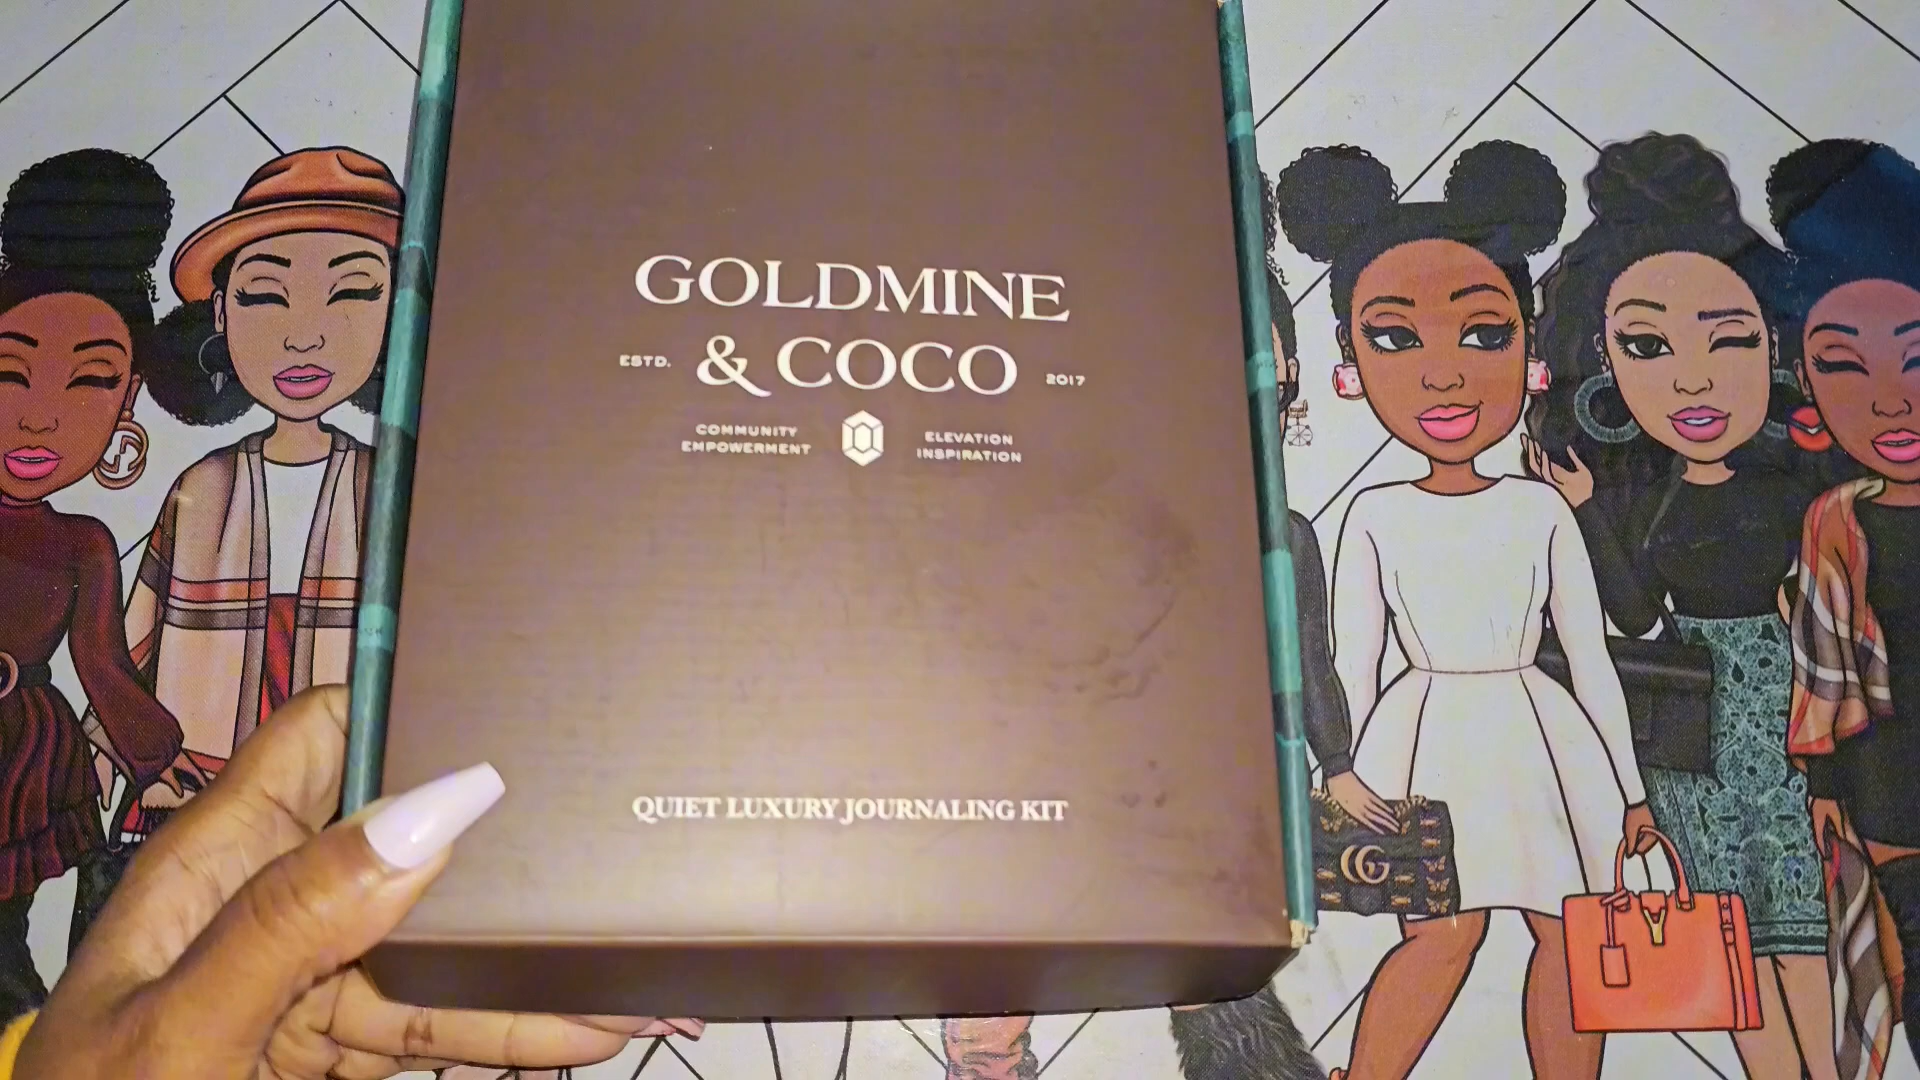 GOLDMINE
ESTD. & COCO 2017
COMMUNITY ELEVATION
EMPOWERMENT INSPIRATION
QUIET LUXURY JOURNALING KIT